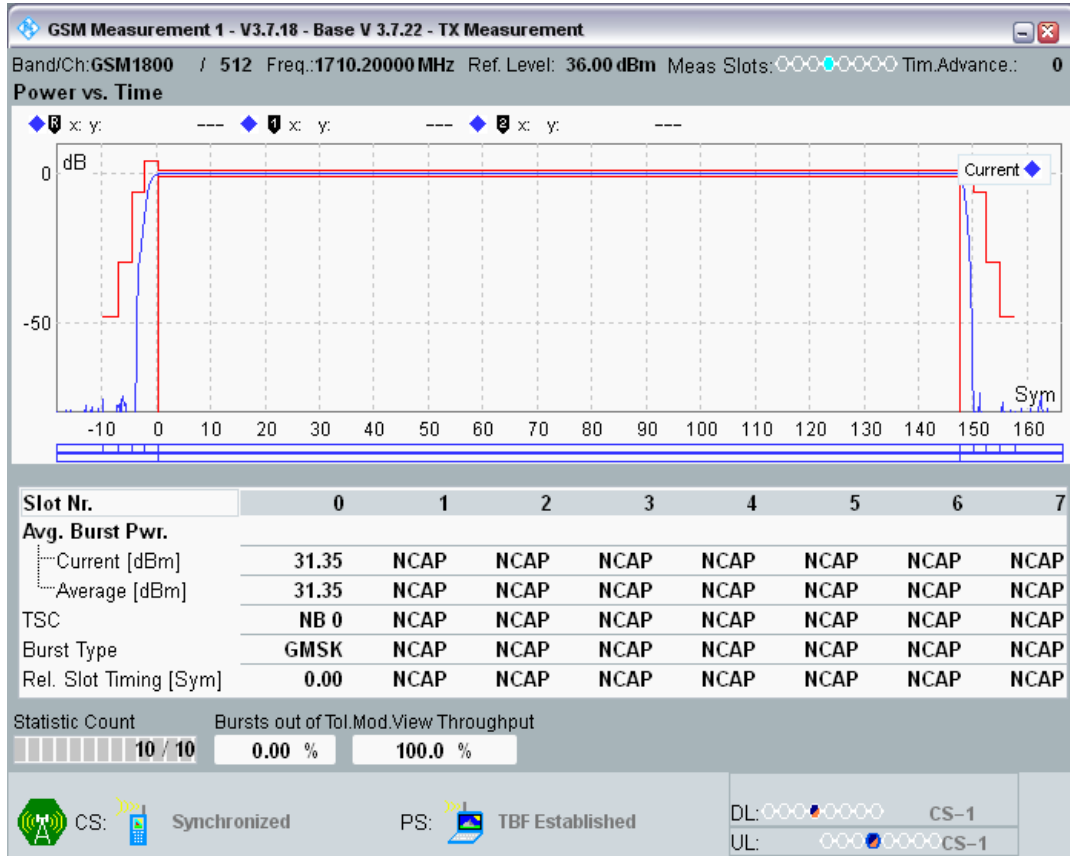 GSM Measurement 1 - V3.7.18 - Base V 3.7.22 - TX Measurement
Band/Ch:GSM1800 / 512 Freq.:1710.20000 MHz Ref. Level: 36.00 dBm Meas Slots: Tim.Advance.: 0
Power vs. Time
R x: y: --- 1 x: y: --- 2 x: y: ---
0 dB
Current
-50
Sym
-10 0 10 20 30 40 50 60 70 80 90 100 110 120 130 140 150 160
Slot Nr. 0 1 2 3 4 5 6 7
Avg. Burst Pwr.
Current [dBm] 31.35 NCAP NCAP NCAP NCAP NCAP NCAP NCAP
Average [dBm] 31.35 NCAP NCAP NCAP NCAP NCAP NCAP NCAP
TSC NB 0 NCAP NCAP NCAP NCAP NCAP NCAP NCAP
Burst Type GMSK NCAP NCAP NCAP NCAP NCAP NCAP NCAP
Rel. Slot Timing [Sym] 0.00 NCAP NCAP NCAP NCAP NCAP NCAP NCAP
Statistic Count Bursts out of Tol. Mod.View Throughput
10 / 10 0.00 % 100.0 %
CS: Synchronized PS: TBF Established DL: CS-1
UL: CS-1